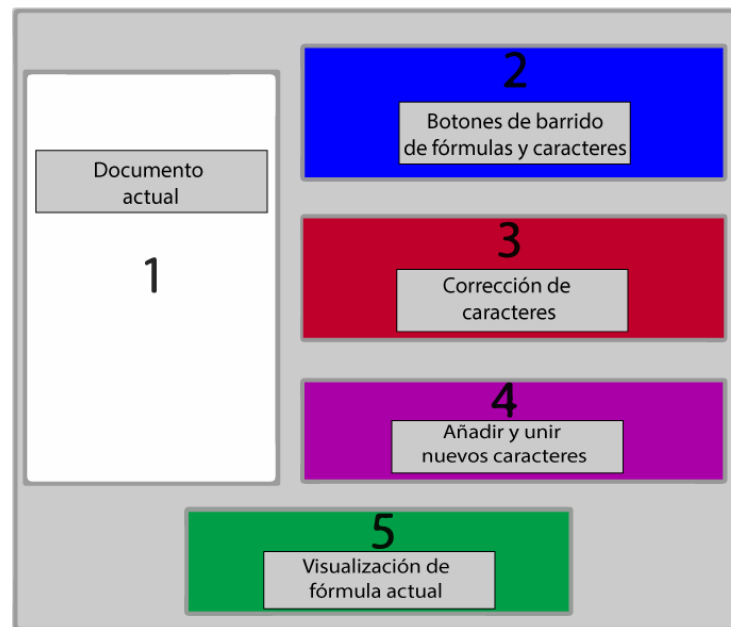 Documento
actual
1
2
Botones de barrido
de fórmulas y caracteres
3
Corrección de
caracteres
4
Añadir y unir
nuevos caracteres
5
Visualización de
fórmula actual